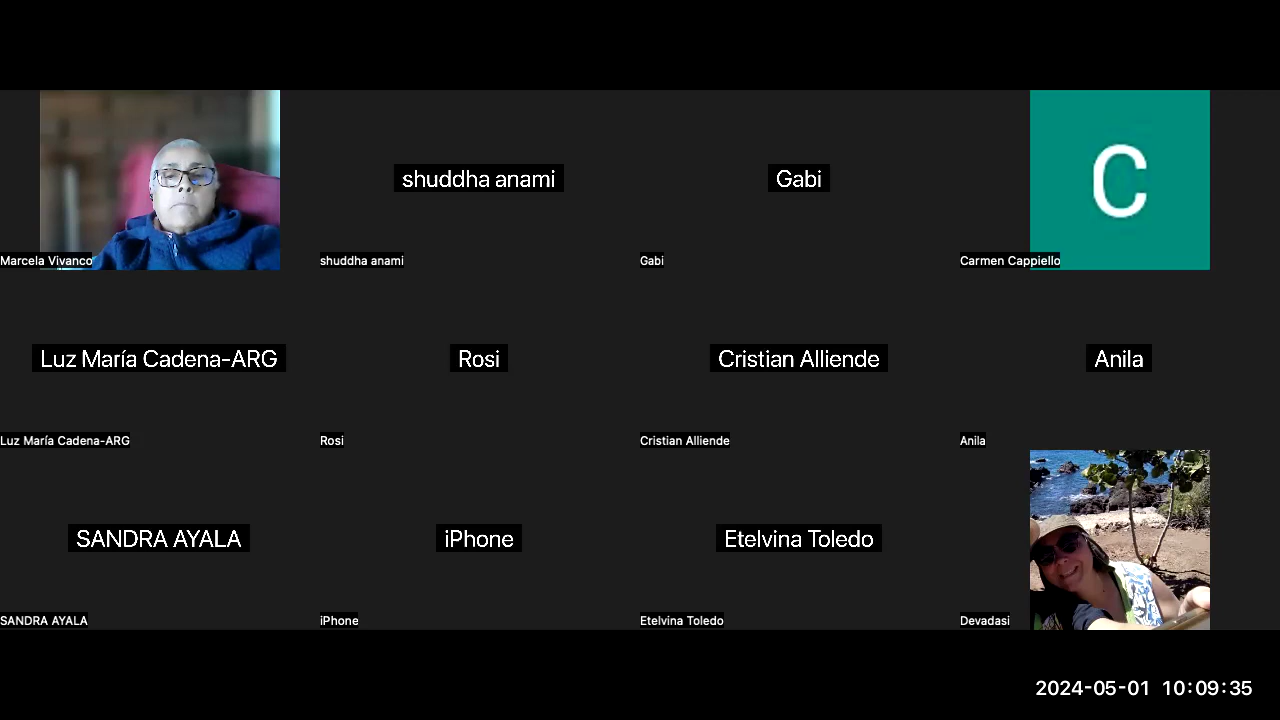 shuddha anami
Gabi
C
Marcela Vivanco
shuddha anami
Gabi
Carmen Cappiello
Luz María Cadena-ARG
Rosi
Cristian Alliende
Anila
Luz María Cadena-ARG
Rosi
Cristian Alliende
Anila
SANDRA AYALA
iPhone
Etelvina Toledo
SANDRA AYALA
iPhone
Etelvina Toledo
Devadasi
2024-05-01 10:09:35